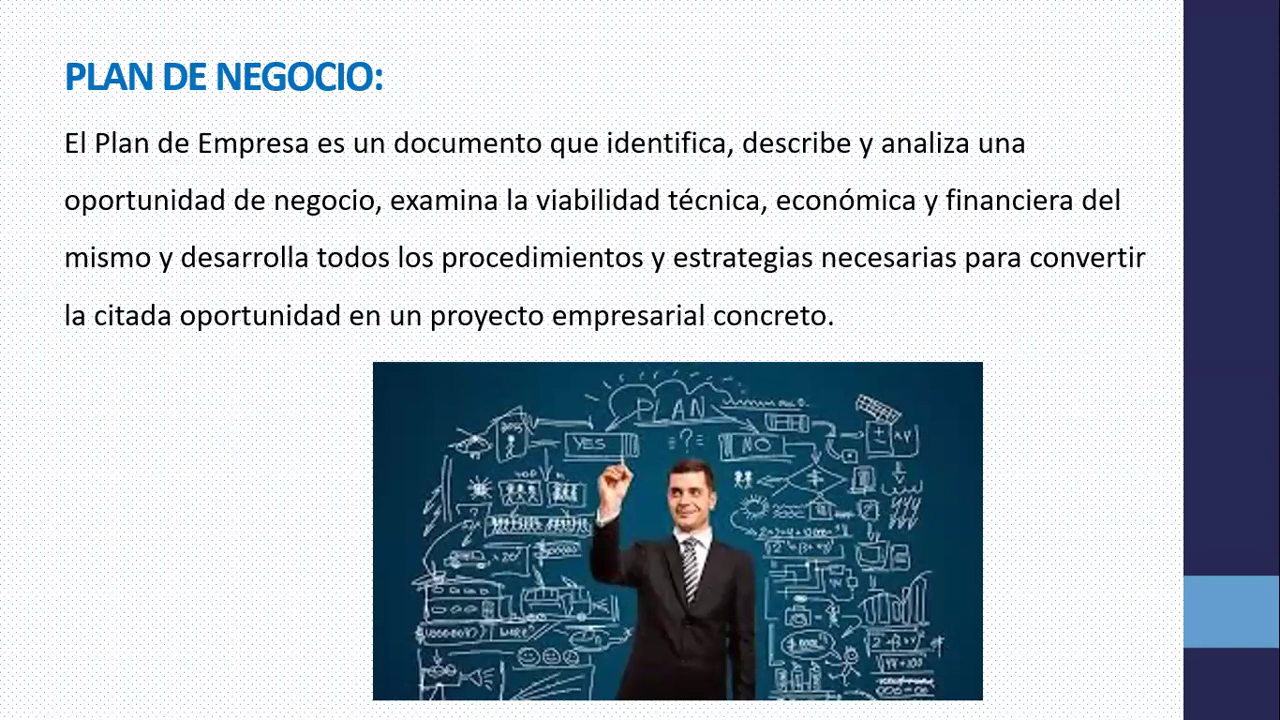 PLAN DE NEGOCIO:
El Plan de Empresa es un documento que identifica, describe y analiza una
oportunidad de negocio, examina la viabilidad técnica, económica y financiera del
mismo y desarrolla todos los procedimientos y estrategias necesarias para convertir
la citada oportunidad en un proyecto empresarial concreto.
PLAN
YES
?
NO